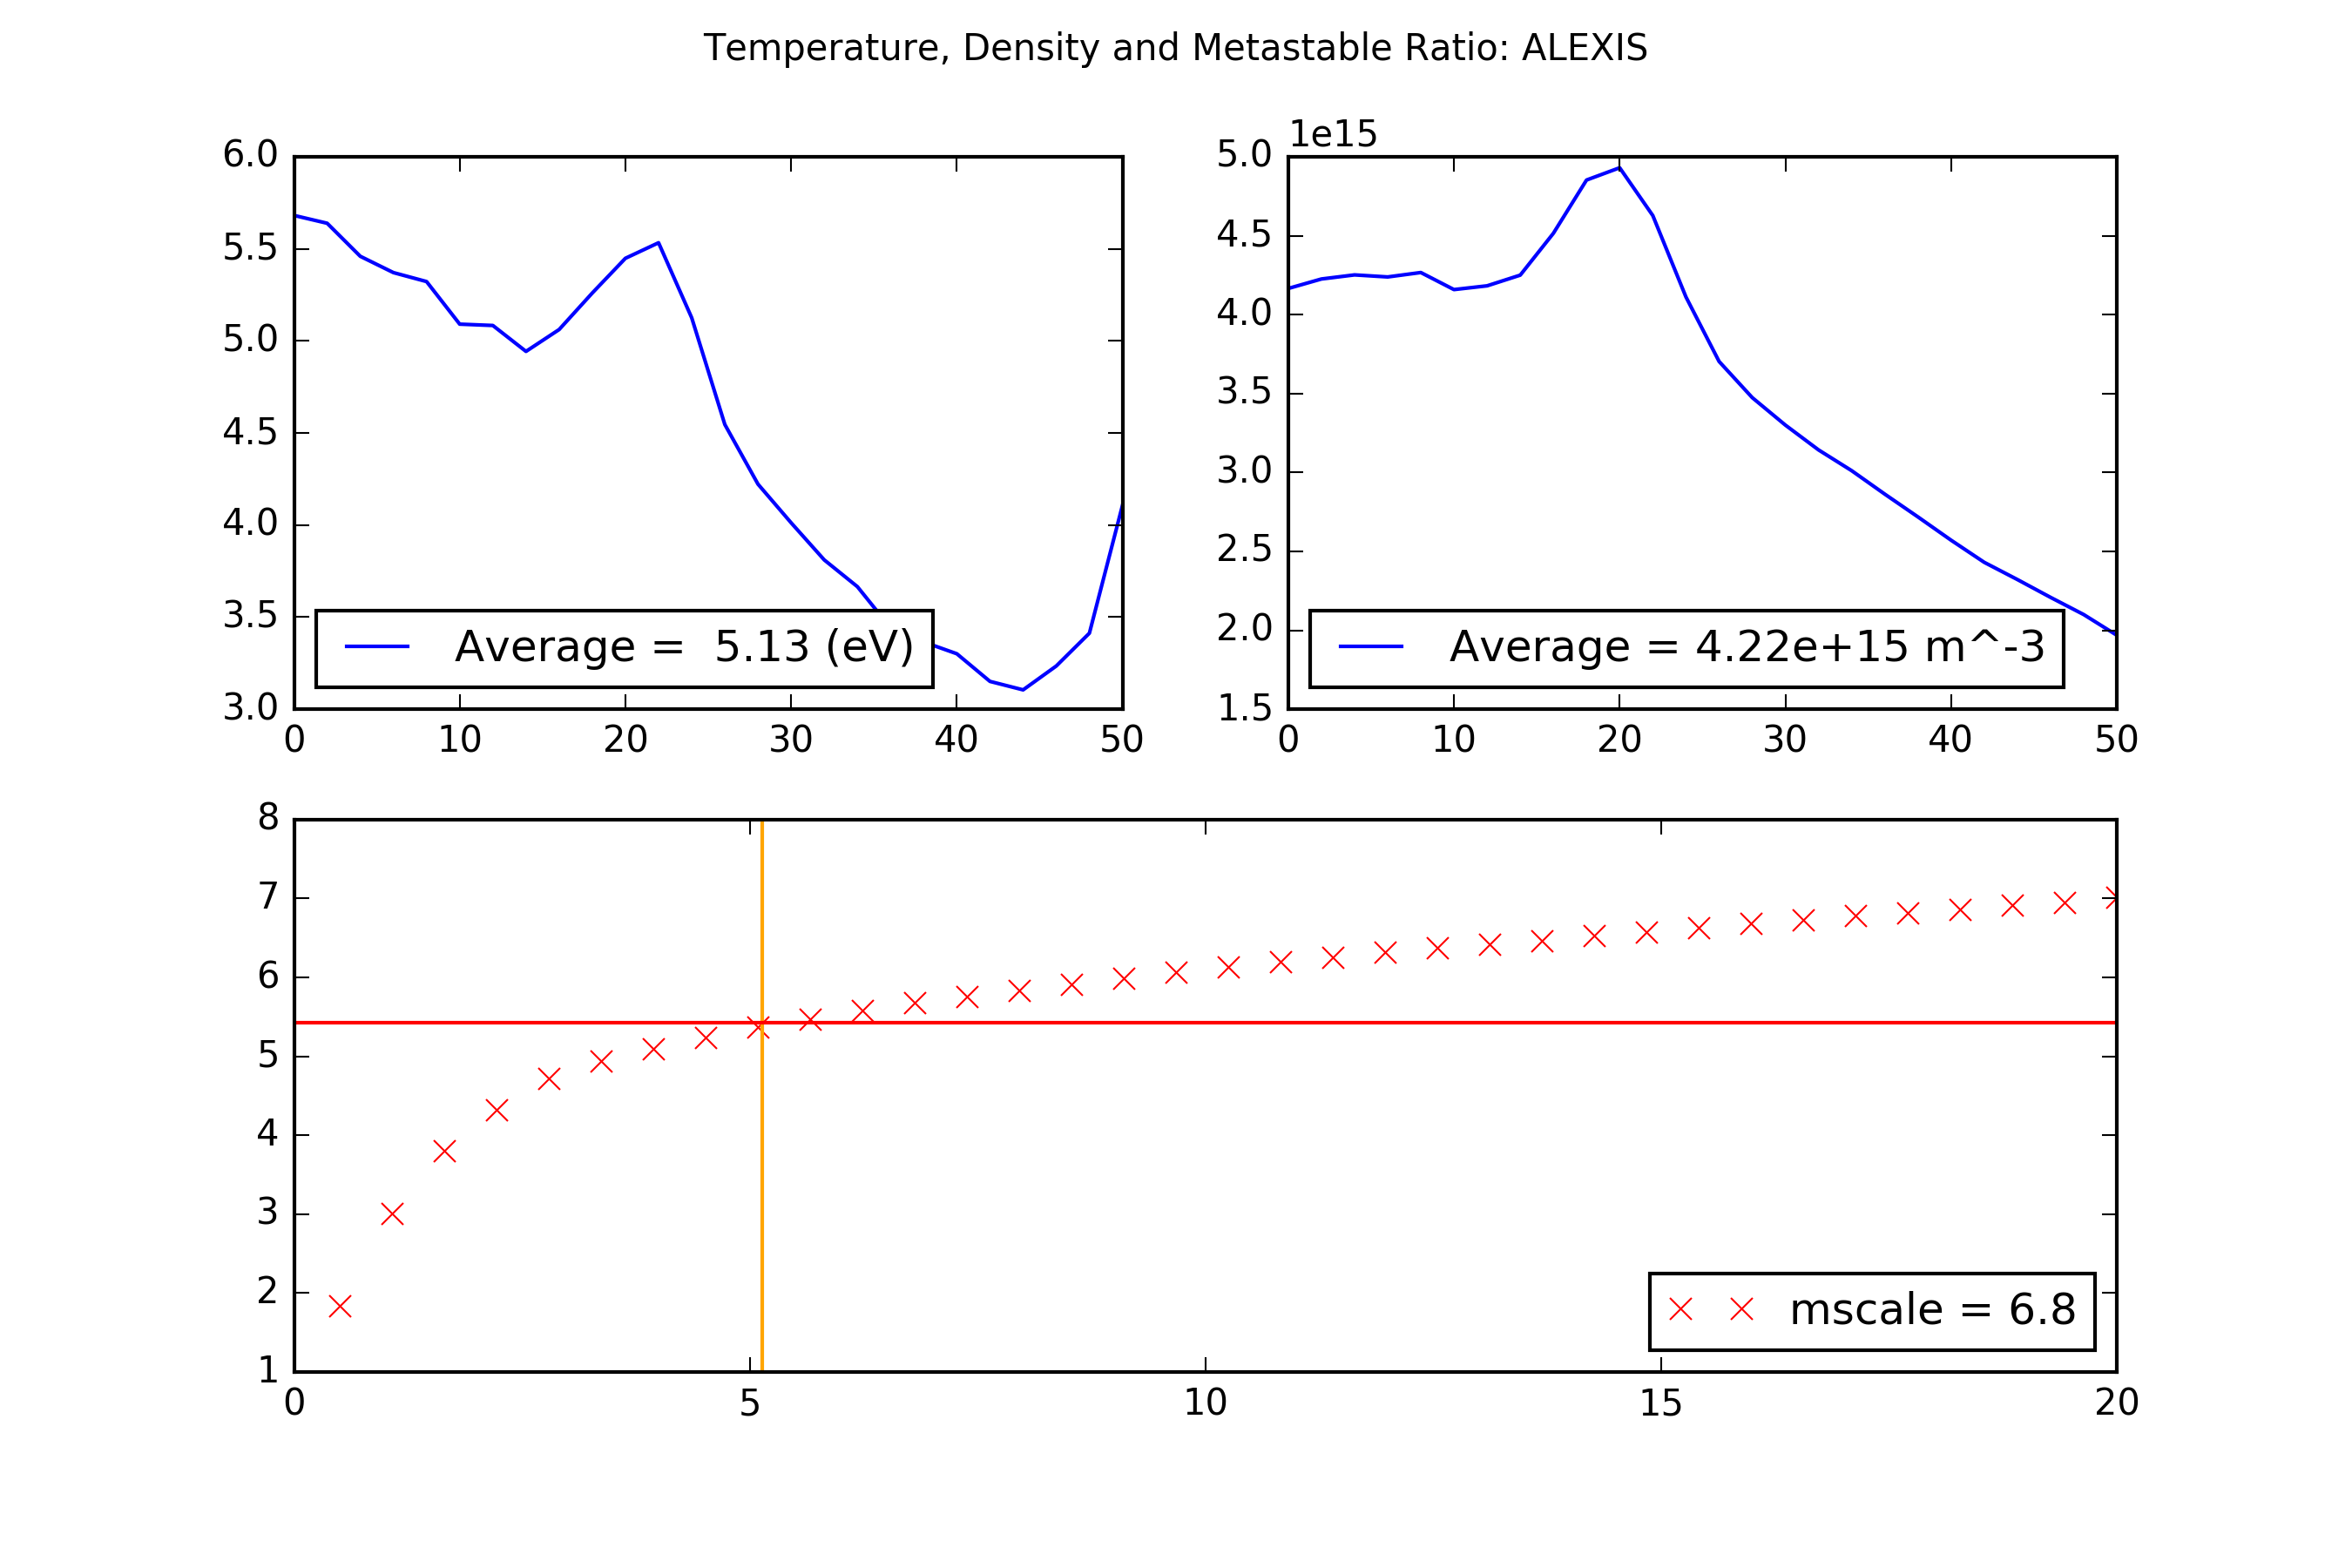 Temperature, Density and Metastable Ratio: ALEXIS
6.0
5.5
5.0
4.5
4.0
3.5
3.0
0 10 20 30 40 50
Average =  5.13 (eV)
1e15
5.0
4.5
4.0
3.5
3.0
2.5
2.0
1.5
0 10 20 30 40 50
Average = 4.22e+15 m^-3
8
7
6
5
4
3
2
1
0 5 10 15 20
mscale = 6.8